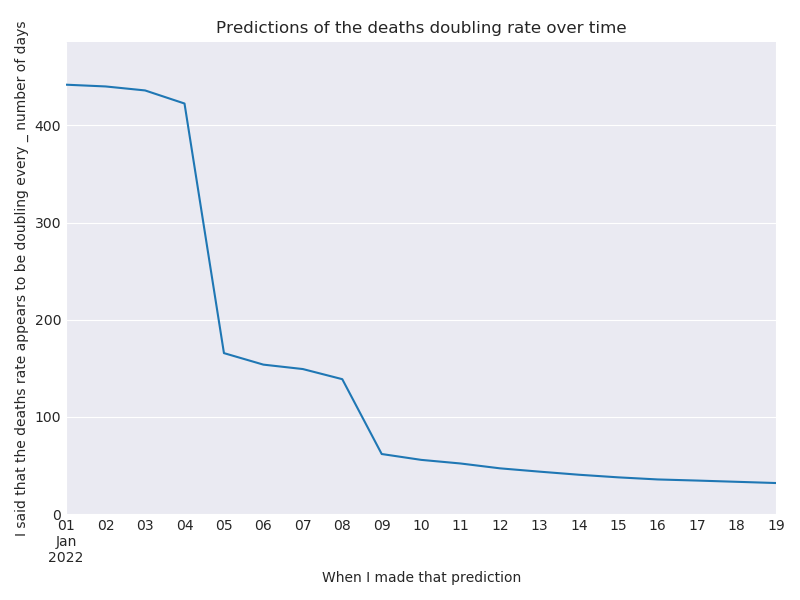 Predictions of the deaths doubling rate over time
I said that the deaths rate appears to be doubling every _ number of days
400
300
200
100
0
01 02 03 04 05 06 07 08 09 10 11 12 13 14 15 16 17 18 19
Jan
2022
When I made that prediction